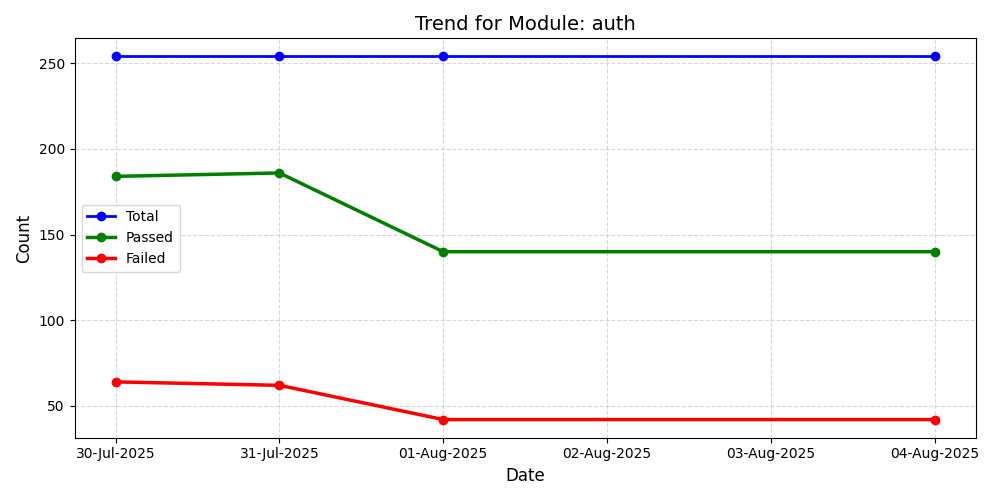 Trend for Module: auth
250
200
150
100
50
Count
Total
Passed
Failed
30-Jul-2025
31-Jul-2025
01-Aug-2025
02-Aug-2025
03-Aug-2025
04-Aug-2025
Date